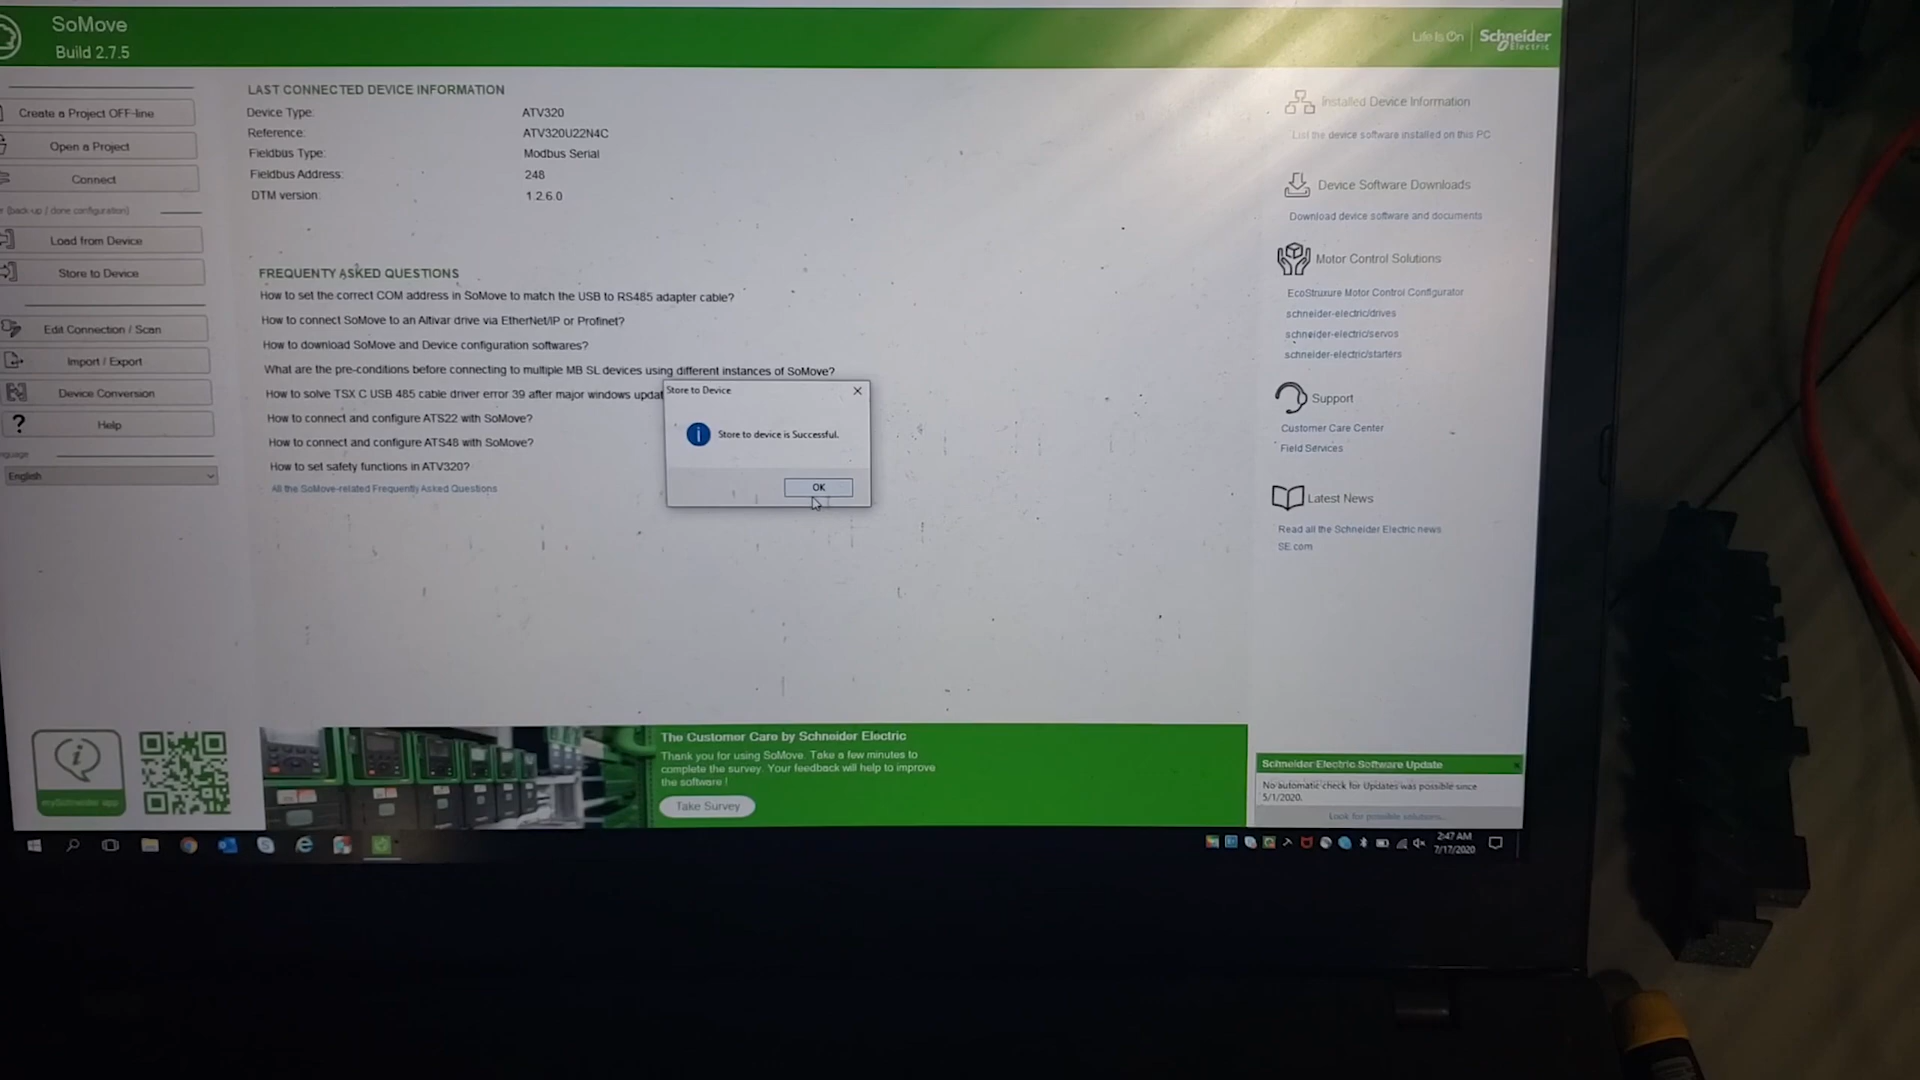 SoMove
Build 2.7.5
Life Is On
Schneider
Electric
Create a Project OFF-line
Open a Project
Connect
(back-up / done configuration)
Load from Device
Store to Device
Edit Connection / Scan
Import / Export
Device Conversion
? Help
English
LAST CONNECTED DEVICE INFORMATION
Device Type: ATV320
Reference: ATV320U22N4C
Fieldbus Type: Modbus Serial
Fieldbus Address: 248
DTM version: 1.2.6.0
FREQUENTY ASKED QUESTIONS
How to set the correct COM address in SoMove to match the USB to RS485 adapter cable?
How to connect SoMove to an Altivar drive via EtherNet/IP or Profinet?
How to download SoMove and Device configuration softwares?
What are the pre-conditions before connecting to multiple MB SL devices using different instances of SoMove?
How to solve TSX C USB 485 cable driver error 39 after major windows updat
How to connect and configure ATS22 with SoMove?
How to connect and configure ATS48 with SoMove?
How to set safety functions in ATV320?
All the SoMove-related Frequently Asked Questions
Store to Device
Store to device is Successful.
OK
Installed Device Information
List the device software installed on this PC
Device Software Downloads
Download device software and documents
Motor Control Solutions
EcoStruxure Motor Control Configurator
schneider-electric/drives
schneider-electric/servos
schneider-electric/starters
Support
Customer Care Center
Field Services
Latest News
Read all the Schneider Electric news
SE.com
mySchneider app
The Customer Care by Schneider Electric
Thank you for using SoMove. Take a few minutes to
complete the survey. Your feedback will help to improve
the software !
Take Survey
Schneider Electric Software Update
No automatic check for Updates was possible since
5/1/2020.
Look for possible solutions...
2:47 AM
7/17/2020